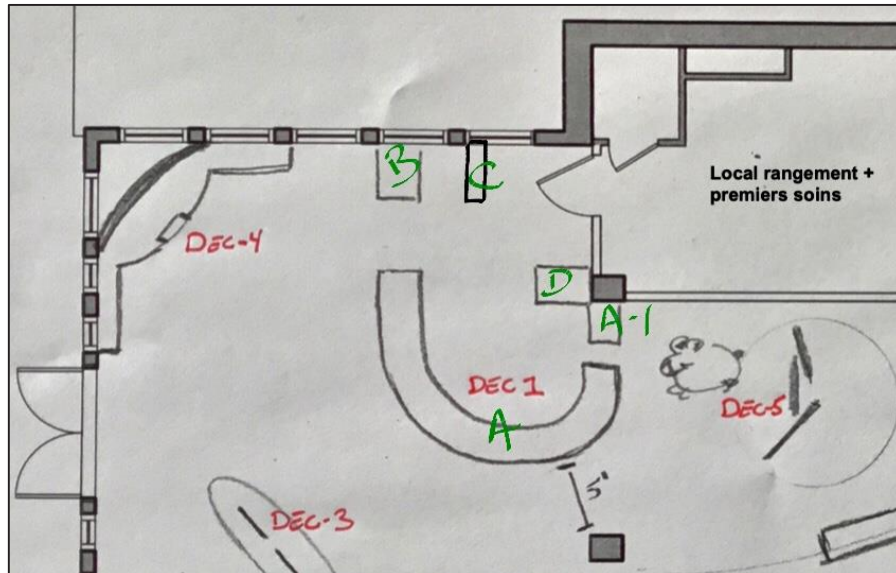 Local rangement +
premiers soins
B
C
DEC-4
D
A-1
DEC 1
A
DEC-5
5'
DEC-3